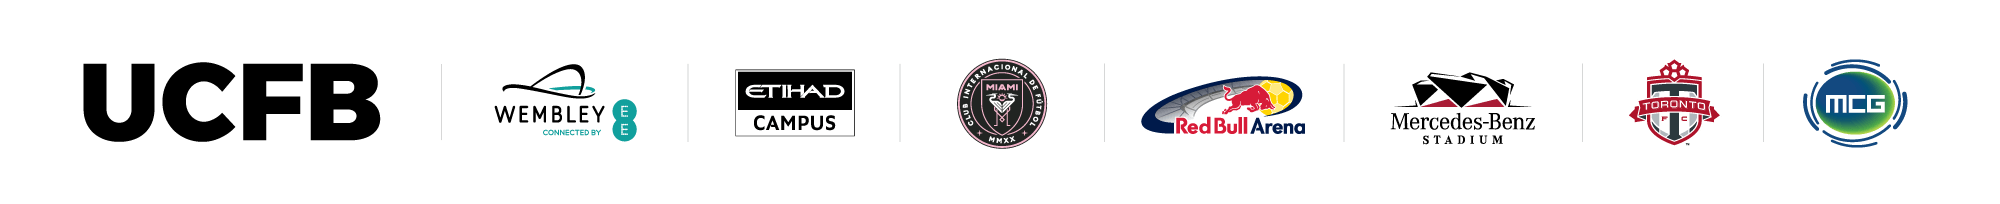 UCFB
WEMBLEY
CONNECTED BY
EE
ETIHAD
CAMPUS
CLUB INTERNACIONAL DE FÚTBOL
MIAMI
MMXX
Red Bull Arena
Mercedes-Benz
STADIUM
TORONTO
FC
MCG